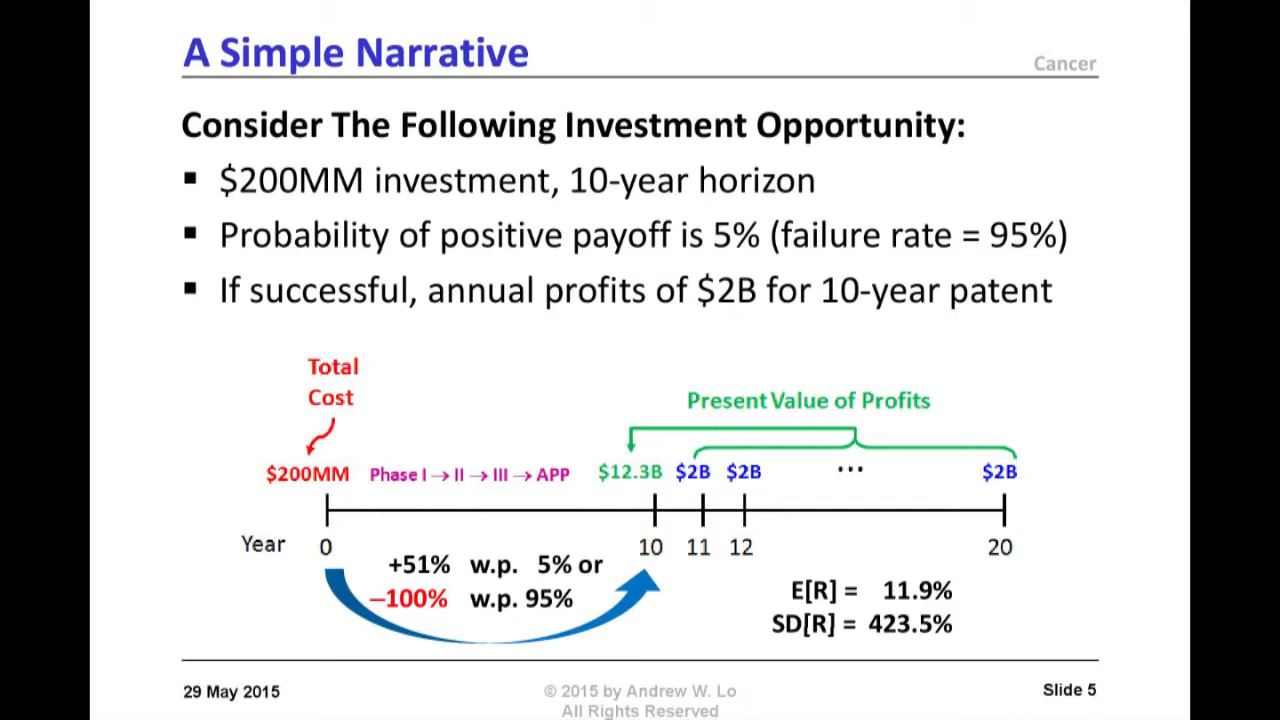 A Simple Narrative
Cancer
Consider The Following Investment Opportunity:
▪ $200MM investment, 10-year horizon
▪ Probability of positive payoff is 5% (failure rate = 95%)
▪ If successful, annual profits of $2B for 10-year patent
Total
Cost
Present Value of Profits
$200MM Phase I → II → III → APP $12.3B $2B $2B ··· $2B
Year 0 10 11 12 20
+51% w.p. 5% or
−100% w.p. 95%
E[R] = 11.9%
SD[R] = 423.5%
29 May 2015
© 2015 by Andrew W. Lo
All Rights Reserved
Slide 5